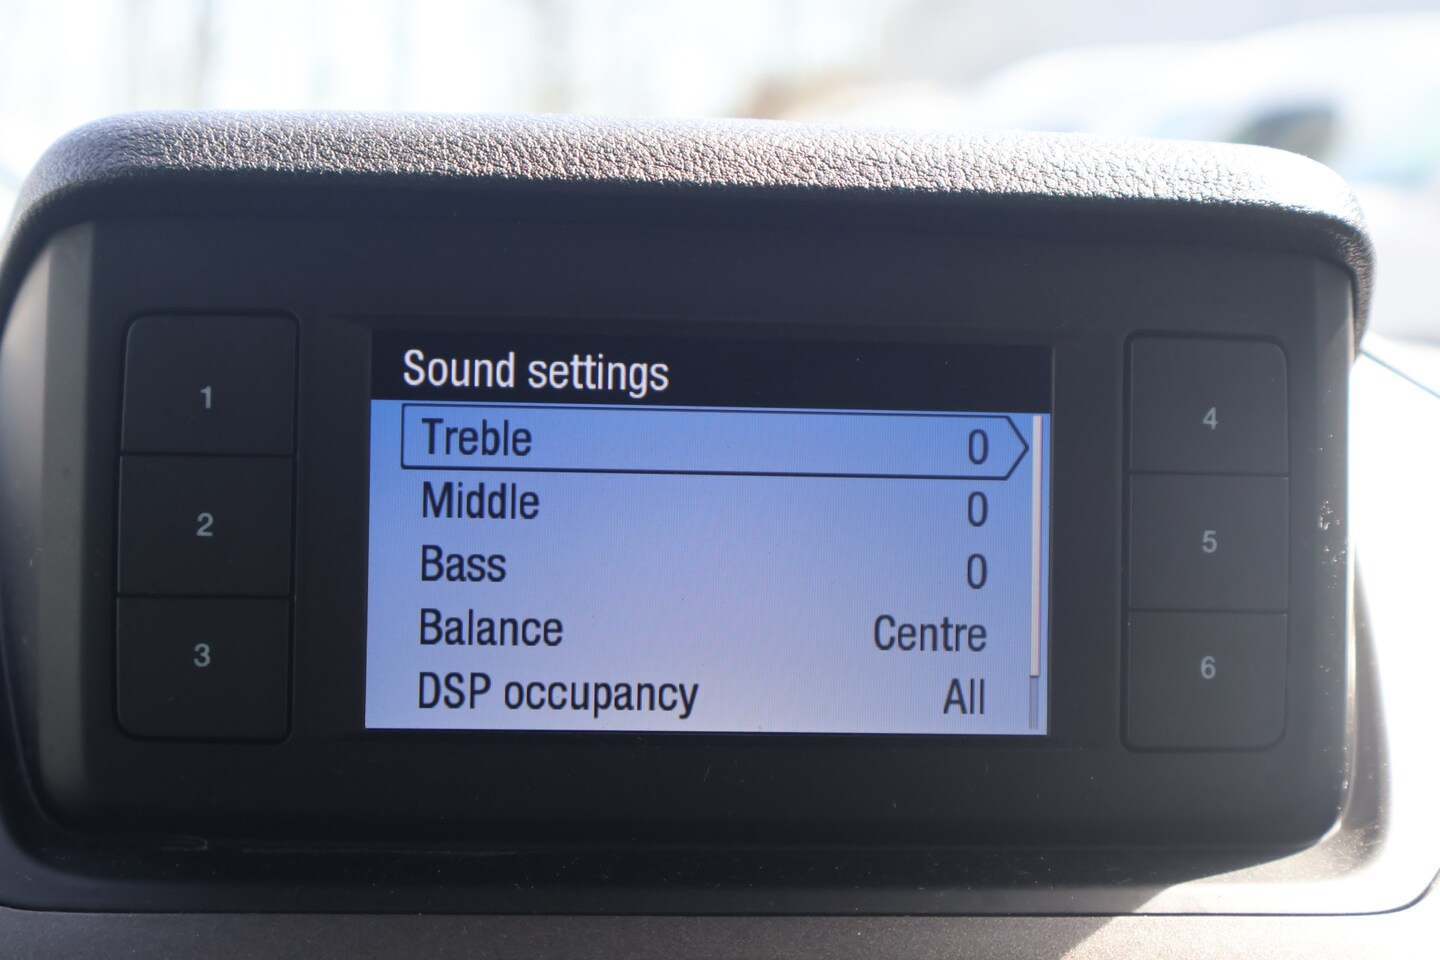 Sound settings
Treble 0
Middle 0
Bass 0
Balance Centre
DSP occupancy All
1
2
3
4
5
6